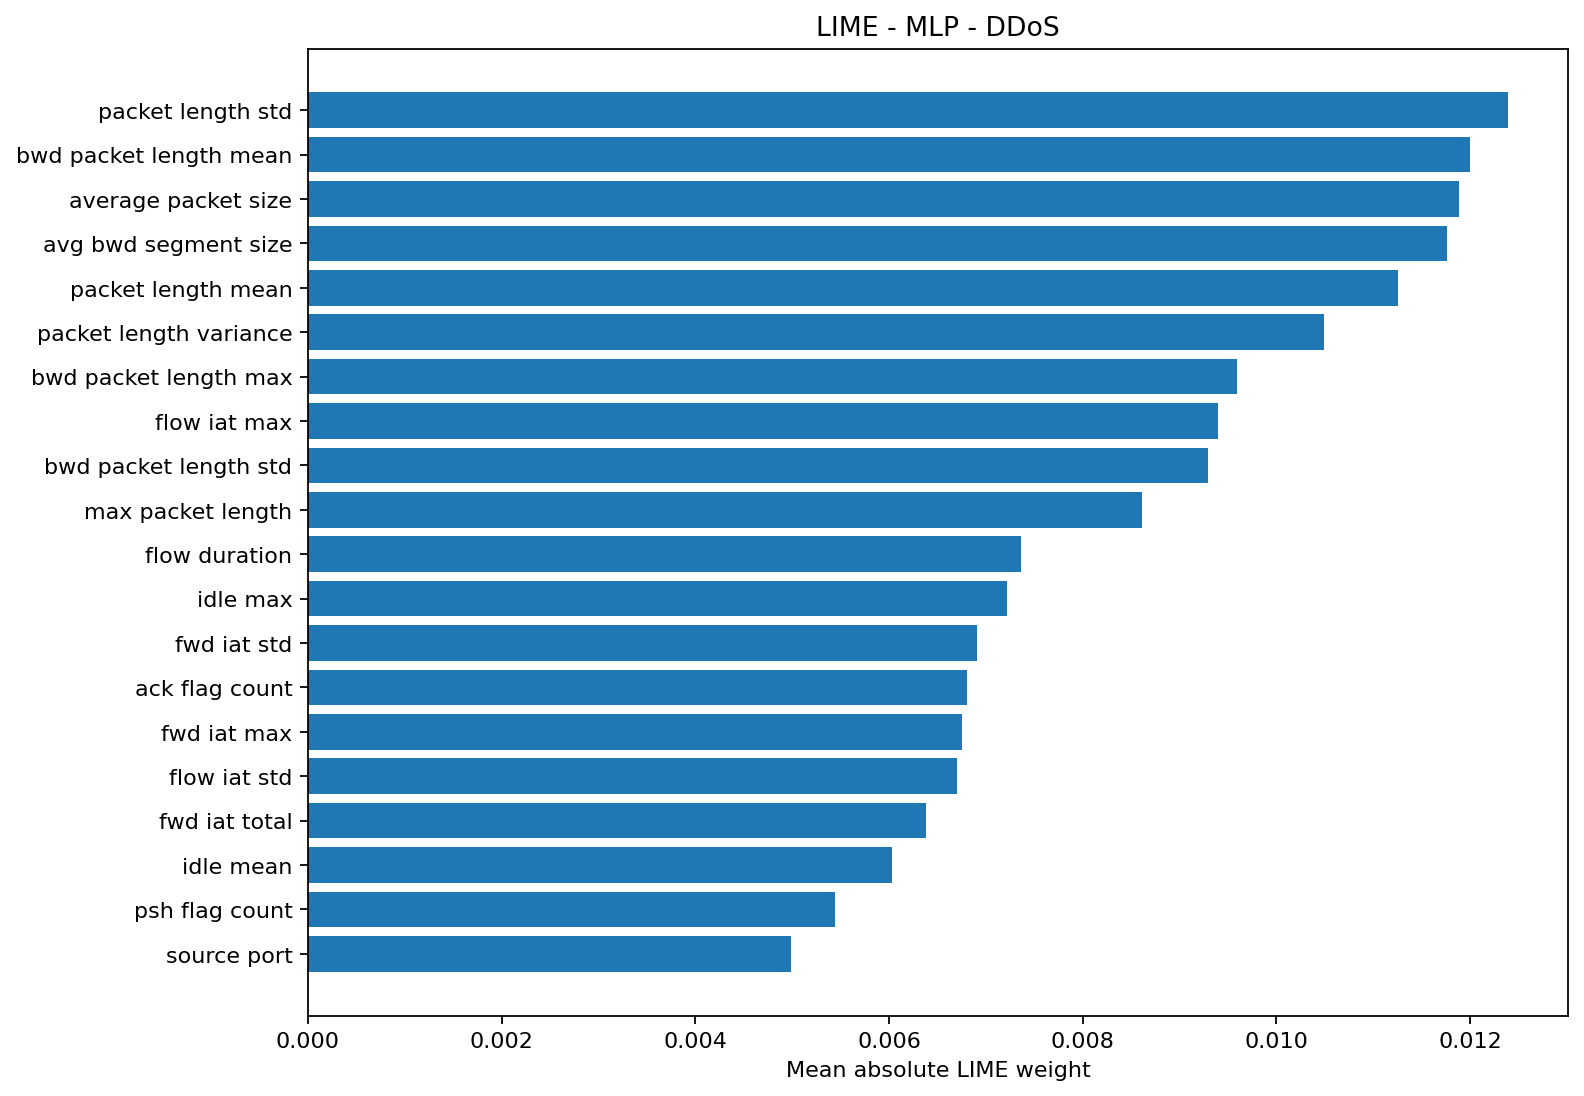 LIME - MLP - DDoS
packet length std
bwd packet length mean
average packet size
avg bwd segment size
packet length mean
packet length variance
bwd packet length max
flow iat max
bwd packet length std
max packet length
flow duration
idle max
fwd iat std
ack flag count
fwd iat max
flow iat std
fwd iat total
idle mean
psh flag count
source port
0.000 0.002 0.004 0.006 0.008 0.010 0.012
Mean absolute LIME weight